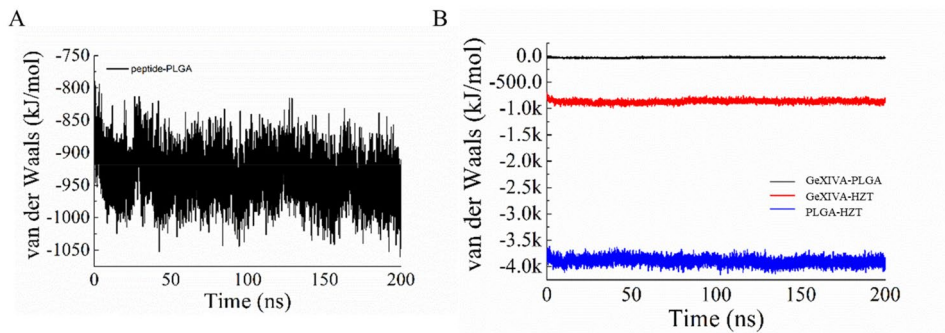 A
van der Waals (kJ/mol)
-750
-800
-850
-900
-950
-1000
-1050
peptide-PLGA
0 50 100 150 200
Time (ns)
B
van der Waals (kJ/mol)
0.0
-500.0
-1.0k
-1.5k
-2.0k
-2.5k
-3.0k
-3.5k
-4.0k
GeXIVA-PLGA
GeXIVA-HZT
PLGA-HZT
0 50 100 150 200
Time (ns)